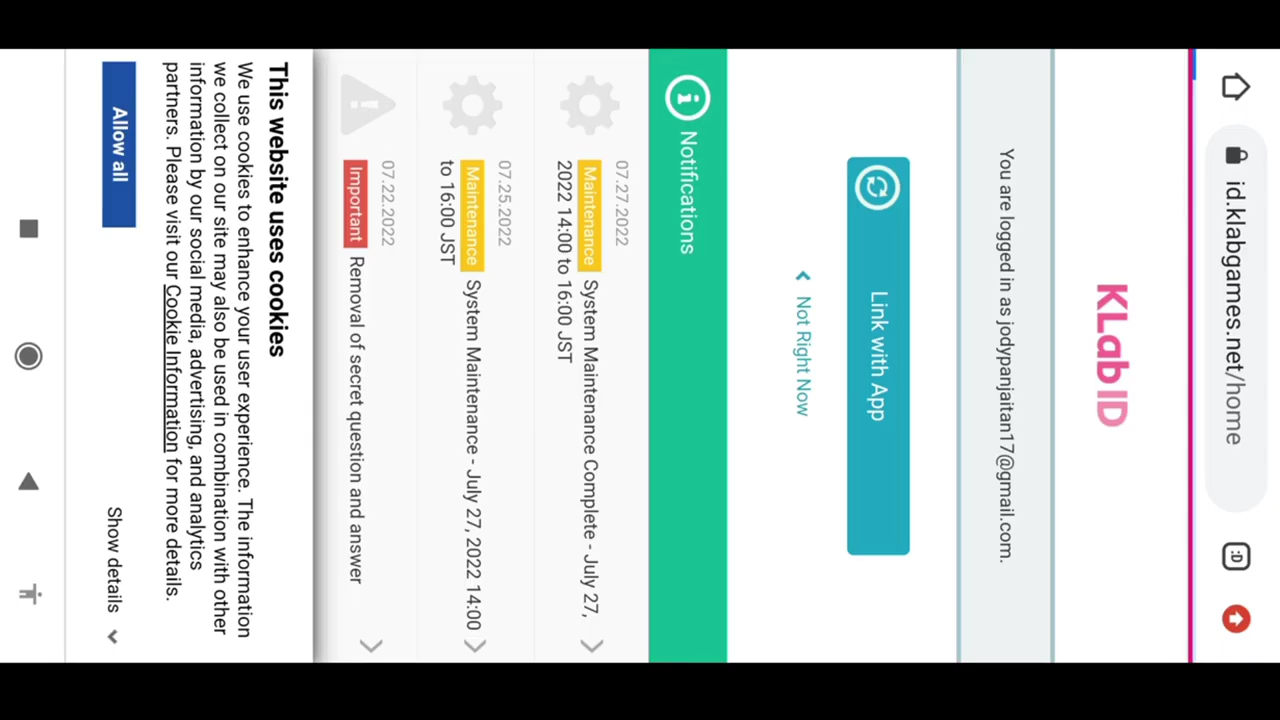 id.klabgames.net/home
:D
KLab ID
You are logged in as jodypanjaitan17@gmail.com.
Link with App
Not Right Now
Notifications
07.27.2022
Maintenance System Maintenance Complete - July 27,
2022 14:00 to 16:00 JST
07.25.2022
Maintenance System Maintenance - July 27, 2022 14:00
to 16:00 JST
07.22.2022
Important Removal of secret question and answer
This website uses cookies
We use cookies to enhance your user experience. The information
we collect on our site may also be used in combination with other
information by our social media, advertising, and analytics
partners. Please visit our Cookie Information for more details.
Allow all
Show details